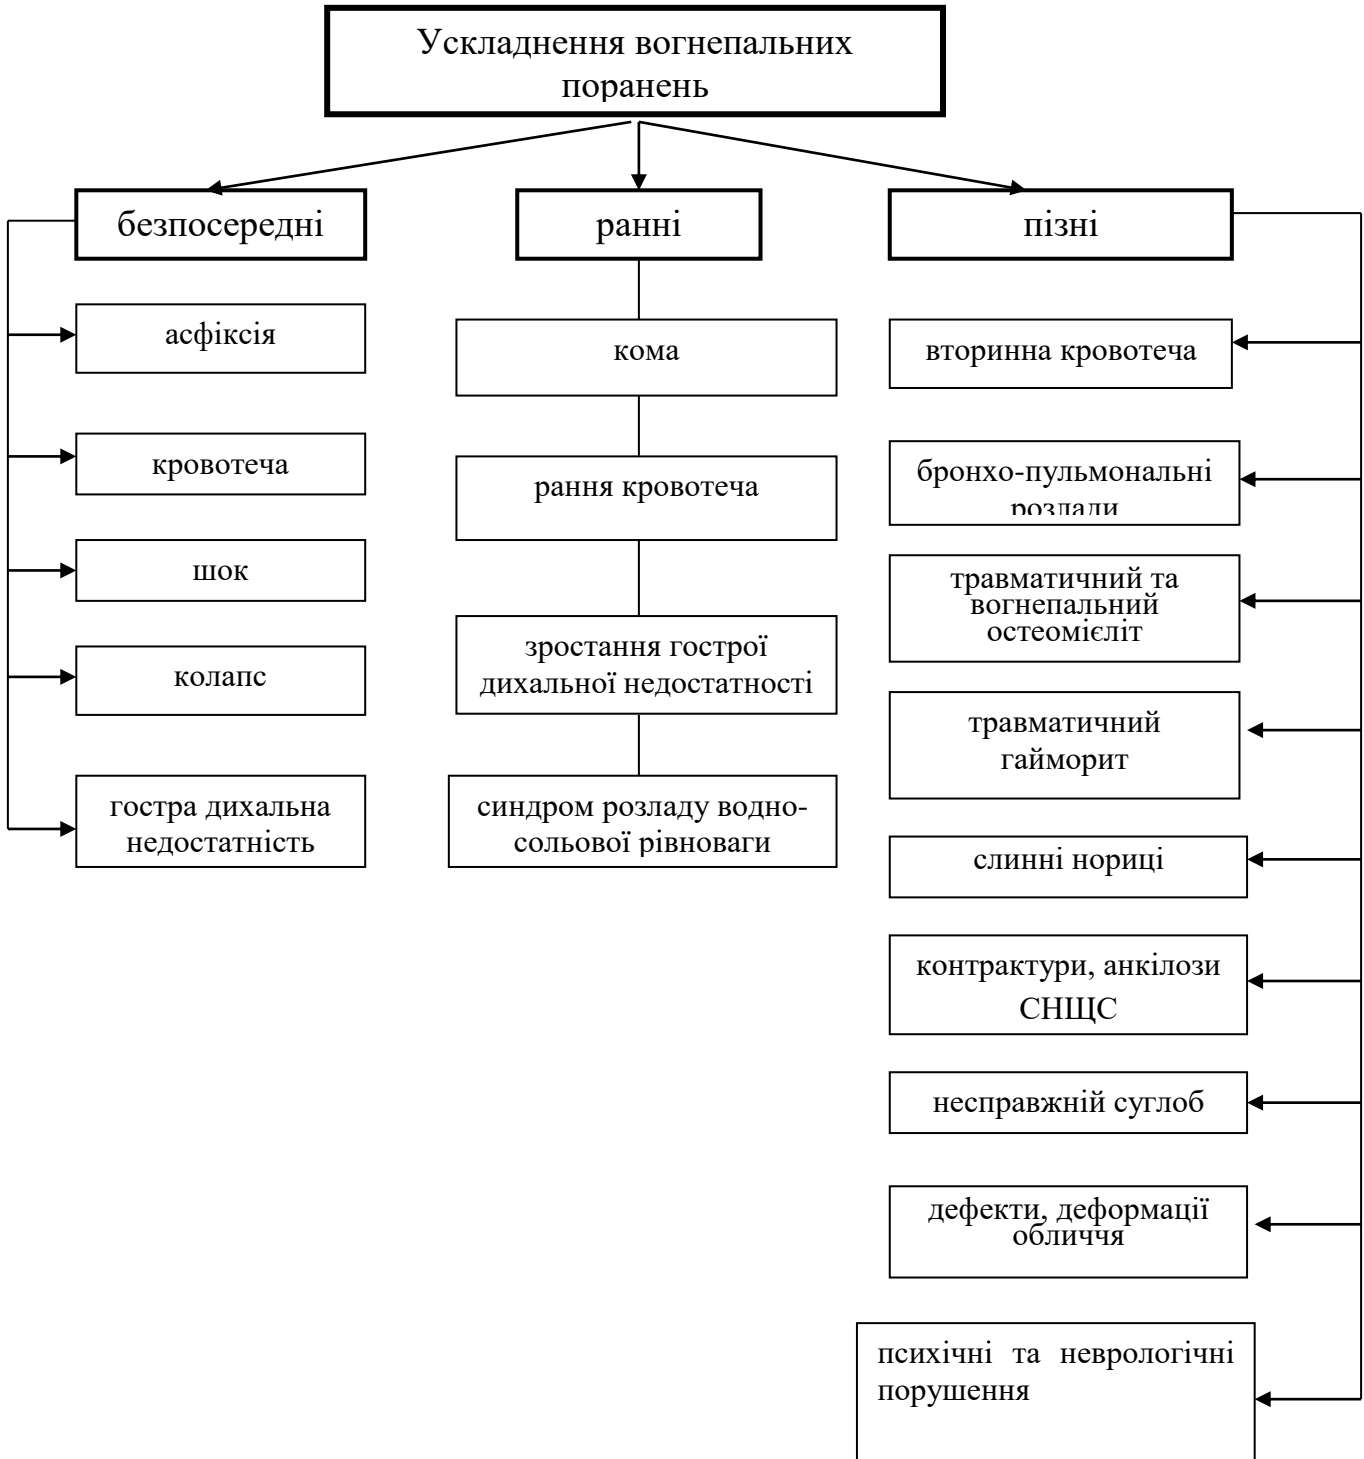 Ускладнення вогнепальних
поранень
безпосередні
ранні
пізні
асфіксія
кровотеча
шок
колапс
гостра дихальна
недостатність
кома
рання кровотеча
зростання гострої
дихальної недостатності
синдром розладу водно-
сольової рівноваги
вторинна кровотеча
бронхо-пульмональні
розлади
травматичний та
вогнепальний
остеомієліт
травматичний
гайморит
слинні нориці
контрактури, анкілози
СНЩС
несправжній суглоб
дефекти, деформації
обличчя
психічні та неврологічні
порушення